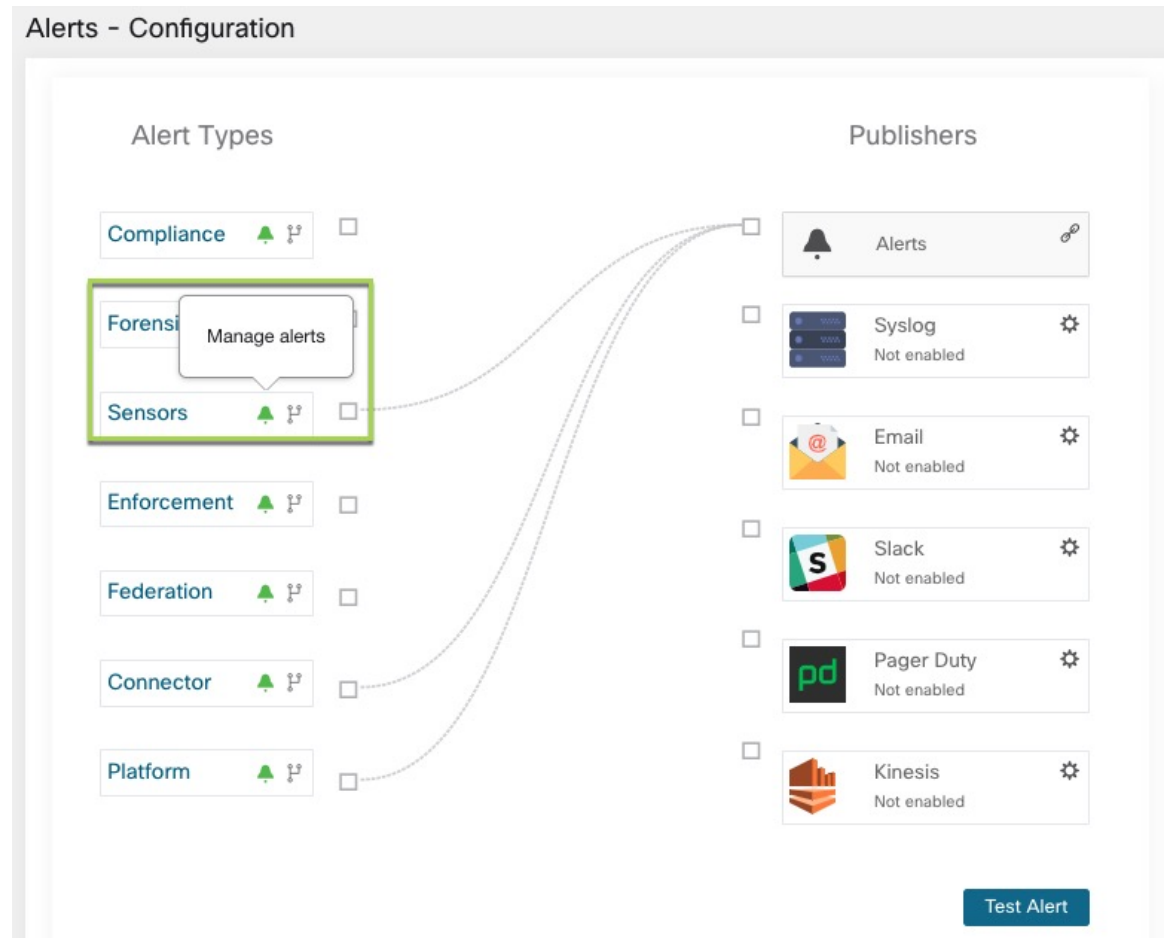 Alerts - Configuration
Alert Types
Publishers
Compliance
Alerts
Forensi
Manage alerts
Syslog
Not enabled
Sensors
@
Email
Not enabled
Enforcement
S
Slack
Not enabled
Federation
Connector
pd
Pager Duty
Not enabled
Platform
Kinesis
Not enabled
Test Alert